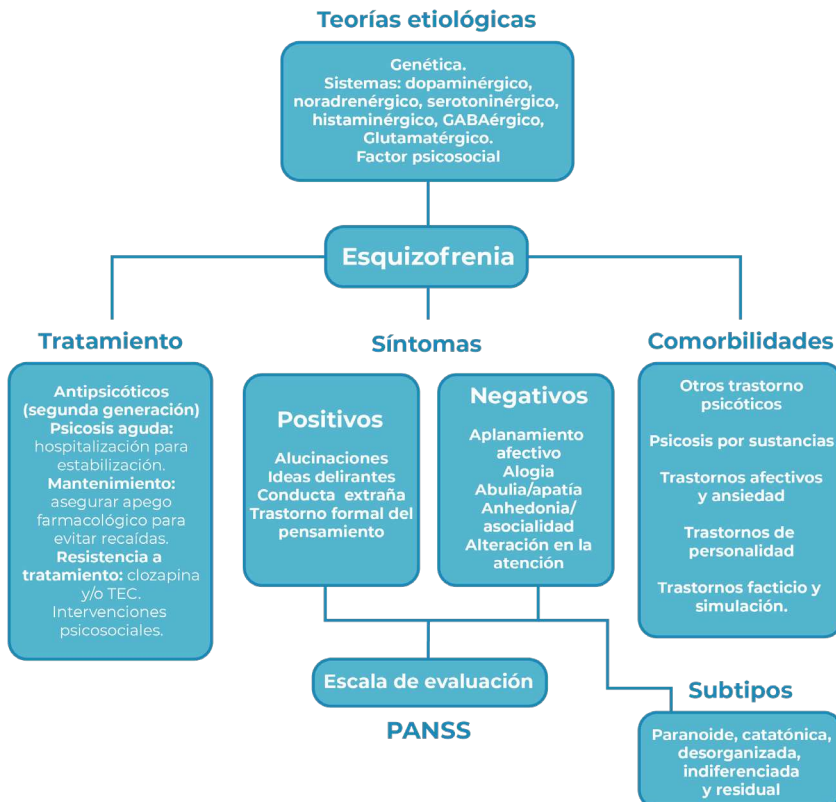 Teorías etiológicas
Genética.
Sistemas: dopaminérgico,
noradrenérgico, serotoninérgico,
histaminérgico, GABAérgico,
Glutamatérgico.
Factor psicosocial
Esquizofrenia
Tratamiento
Antipsicóticos
(segunda generación)
Psicosis aguda:
hospitalización para
estabilización.
Mantenimiento:
asegurar apego
farmacológico para
evitar recaídas.
Resistencia a
tratamiento: clozapina
y/o TEC.
Intervenciones
psicosociales.
Síntomas
Positivos
Alucinaciones
Ideas delirantes
Conducta extraña
Trastorno formal del
pensamiento
Negativos
Aplanamiento
afectivo
Alogia
Abulia/apatía
Anhedonia/
asocialidad
Alteración en la
atención
Comorbilidades
Otros trastorno
psicóticos
Psicosis por sustancias
Trastornos afectivos
y ansiedad
Trastornos de
personalidad
Trastornos facticio y
simulación.
Escala de evaluación
PANSS
Subtipos
Paranoide, catatónica,
desorganizada,
indiferenciada
y residual